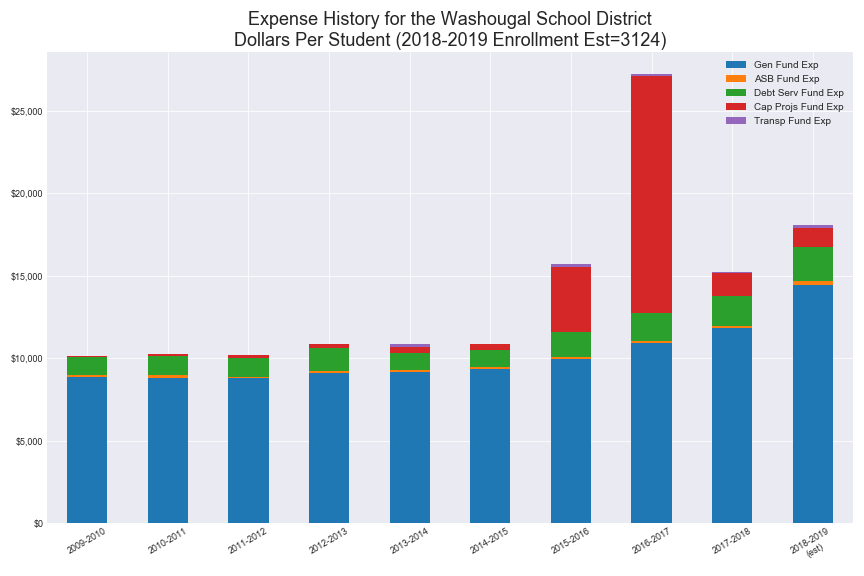 Expense History for the Washougal School District
Dollars Per Student (2018-2019 Enrollment Est=3124)
Gen Fund Exp
ASB Fund Exp
Debt Serv Fund Exp
Cap Projs Fund Exp
Transp Fund Exp
$25,000
$20,000
$15,000
$10,000
$5,000
$0
2009-2010
2010-2011
2011-2012
2012-2013
2013-2014
2014-2015
2015-2016
2016-2017
2017-2018
2018-2019
(est)